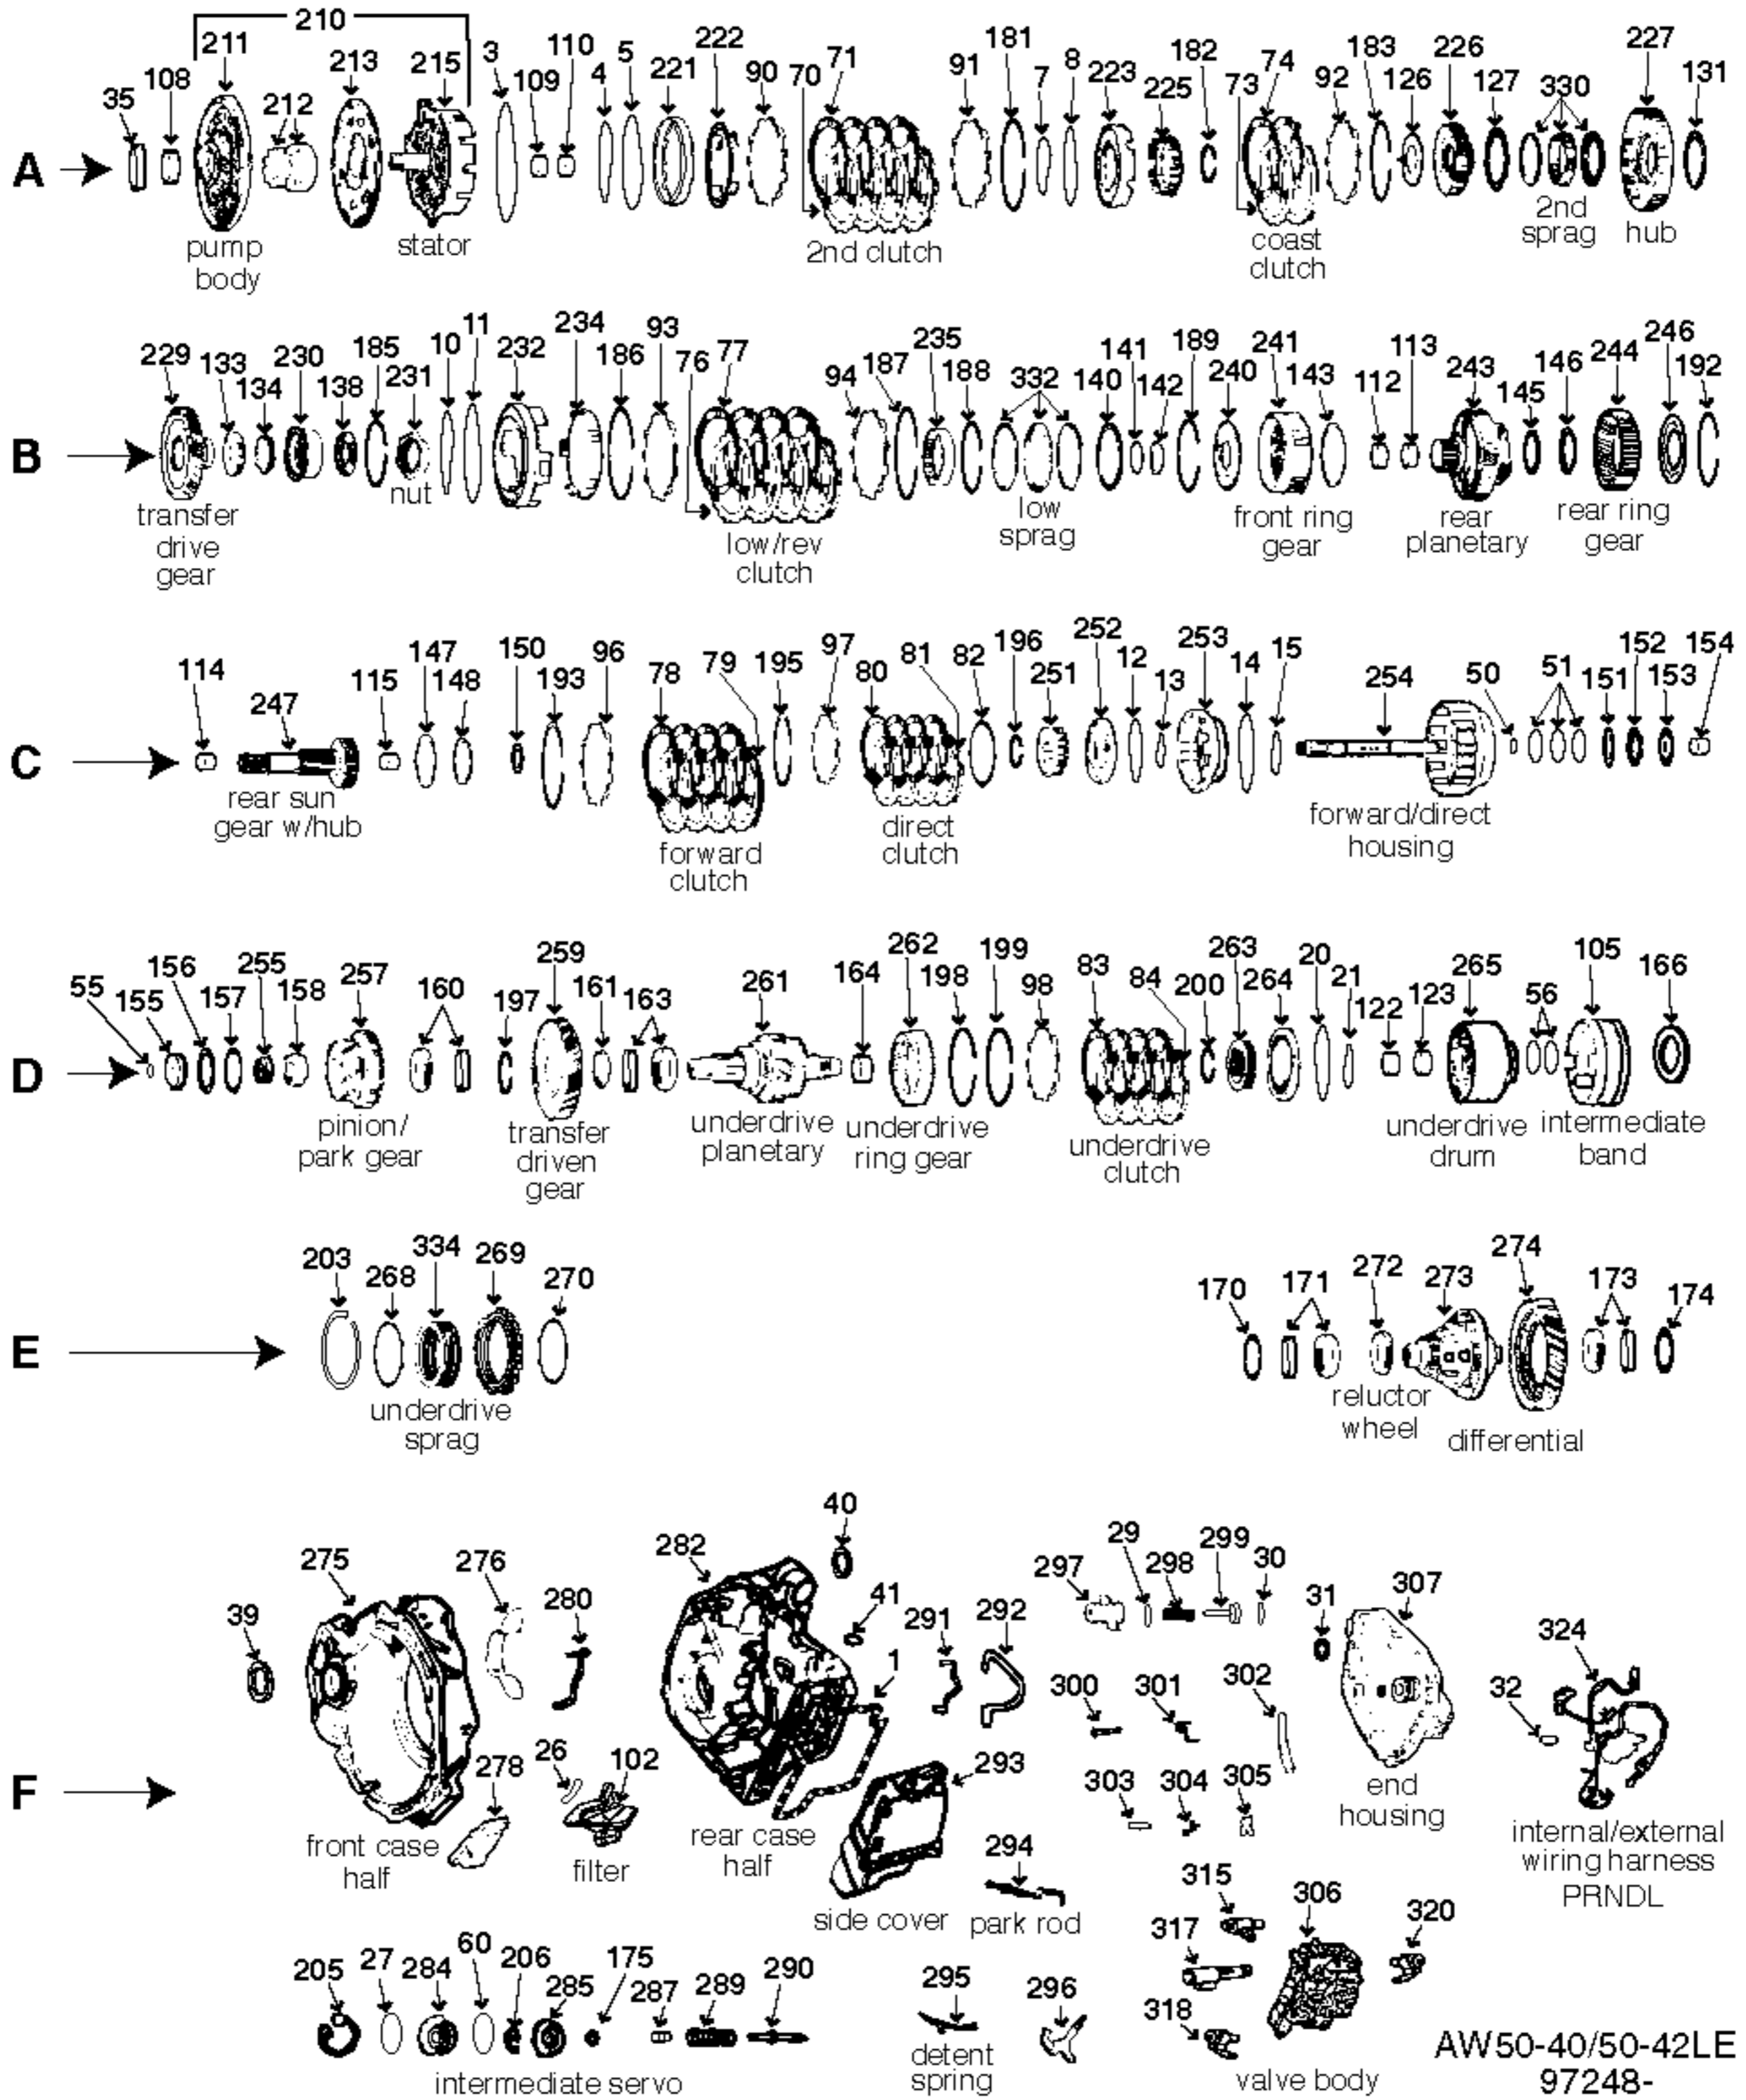 210
211
213
215
3
110
5
222
71
181
8
182
74
183
226
227
35
108
212
109
4
221
90
70
91
7
223
225
73
92
126
127
330
131
A
pump
body
stator
2nd clutch
coast
clutch
2nd
sprag
hub
229
133
134
230
138
185
231
10
11
232
234
186
93
76
77
94
187
235
188
332
140
141
142
189
240
241
143
112
113
243
145
146
244
246
192
B
nut
transfer
drive
gear
low/rev
clutch
low
sprag
front ring
gear
rear
planetary
rear ring
gear
114
247
115
147
148
150
193
96
78
79
195
97
80
81
82
196
251
252
12
13
253
14
15
254
50
51
151
152
153
154
C
rear sun
gear w/hub
forward
clutch
direct
clutch
forward/direct
housing
55
155
156
157
255
158
257
160
197
259
161
163
261
164
262
198
199
98
83
84
200
263
264
20
21
122
123
265
56
105
166
D
pinion/
park gear
transfer
driven
gear
underdrive
planetary
underdrive
ring gear
underdrive
clutch
underdrive
drum
intermediate
band
203
268
334
269
270
170
171
272
273
274
173
174
E
underdrive
sprag
reluctor
wheel
differential
39
275
276
280
282
40
41
1
291
292
297
29
298
299
30
31
307
324
32
300
301
302
303
304
305
278
26
102
293
294
F
front case
half
filter
rear case
half
side cover
park rod
end
housing
internal/external
wiring harness
PRNDL
205
27
284
60
206
285
175
287
289
290
295
296
315
317
318
306
320
intermediate servo
detent
spring
valve body
AW50-40/50-42LE
97248-